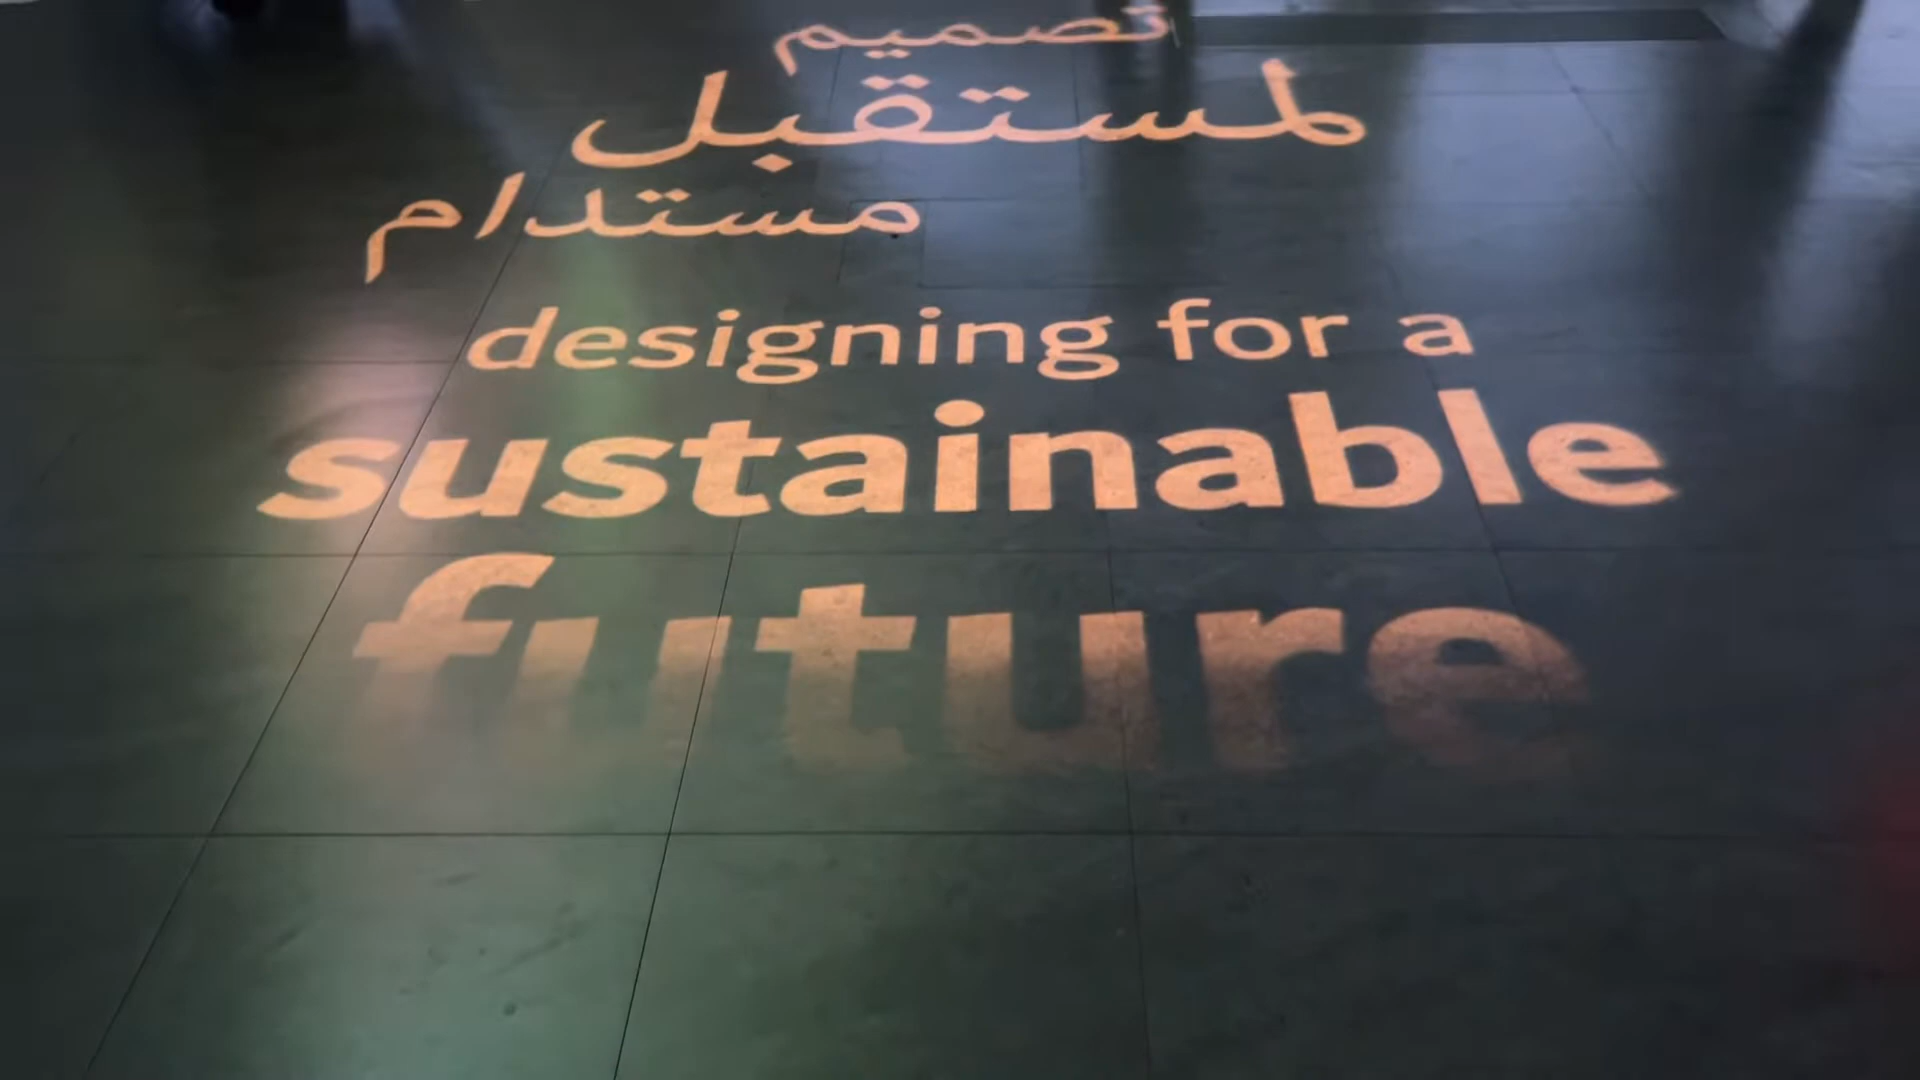 تصميم
لمستقبل
مستدام
designing for a
sustainable
future